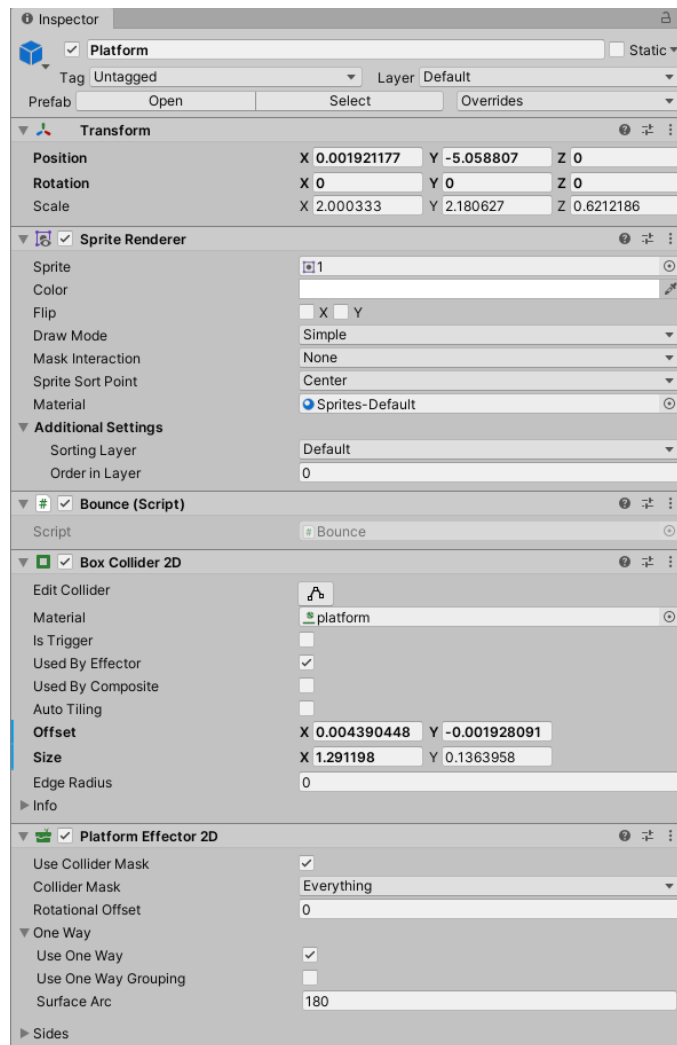 Inspector
Platform Static
Tag Untagged Layer Default
Prefab Open Select Overrides
Transform
Position X 0.001921177 Y -5.058807 Z 0
Rotation X 0 Y 0 Z 0
Scale X 2.000333 Y 2.180627 Z 0.6212186
Sprite Renderer
Sprite 1
Color
Flip X Y
Draw Mode Simple
Mask Interaction None
Sprite Sort Point Center
Material Sprites-Default
Additional Settings
Sorting Layer Default
Order in Layer 0
# Bounce (Script)
Script # Bounce
Box Collider 2D
Edit Collider
Material platform
Is Trigger
Used By Effector
Used By Composite
Auto Tiling
Offset X 0.004390448 Y -0.001928091
Size X 1.291198 Y 0.1363958
Edge Radius 0
Info
Platform Effector 2D
Use Collider Mask
Collider Mask Everything
Rotational Offset 0
One Way
Use One Way
Use One Way Grouping
Surface Arc 180
Sides